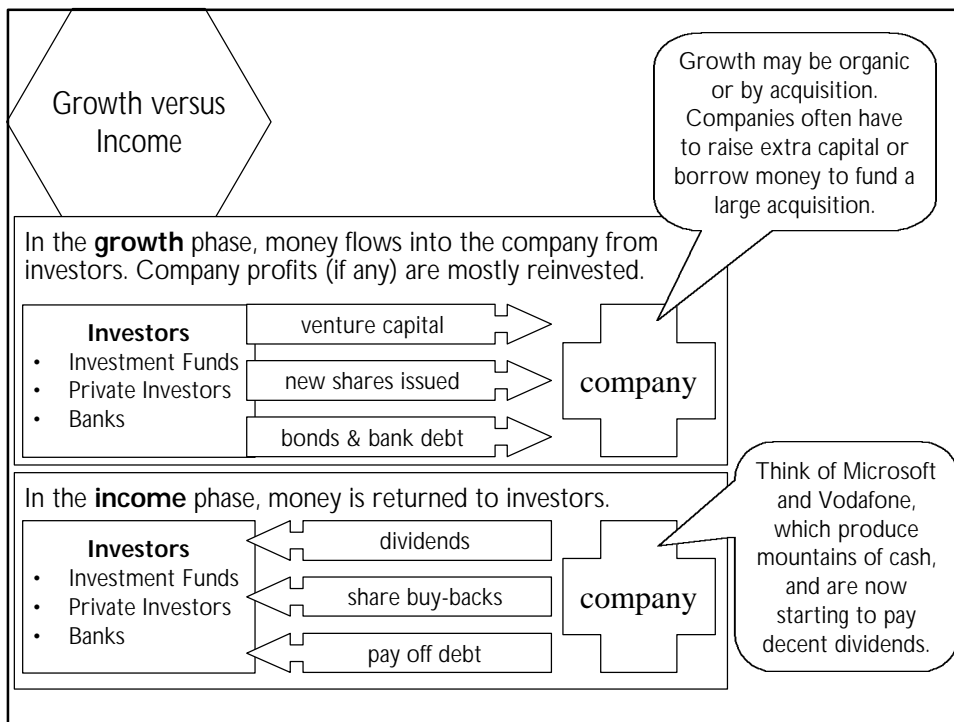 Growth versus
Income
Growth may be organic
or by acquisition.
Companies often have
to raise extra capital or
borrow money to fund a
large acquisition.
In the growth phase, money flows into the company from
investors. Company profits (if any) are mostly reinvested.
Investors
• Investment Funds
• Private Investors
• Banks
venture capital
new shares issued
bonds & bank debt
company
In the income phase, money is returned to investors.
Investors
• Investment Funds
• Private Investors
• Banks
dividends
share buy-backs
pay off debt
company
Think of Microsoft
and Vodafone,
which produce
mountains of cash,
and are now
starting to pay
decent dividends.